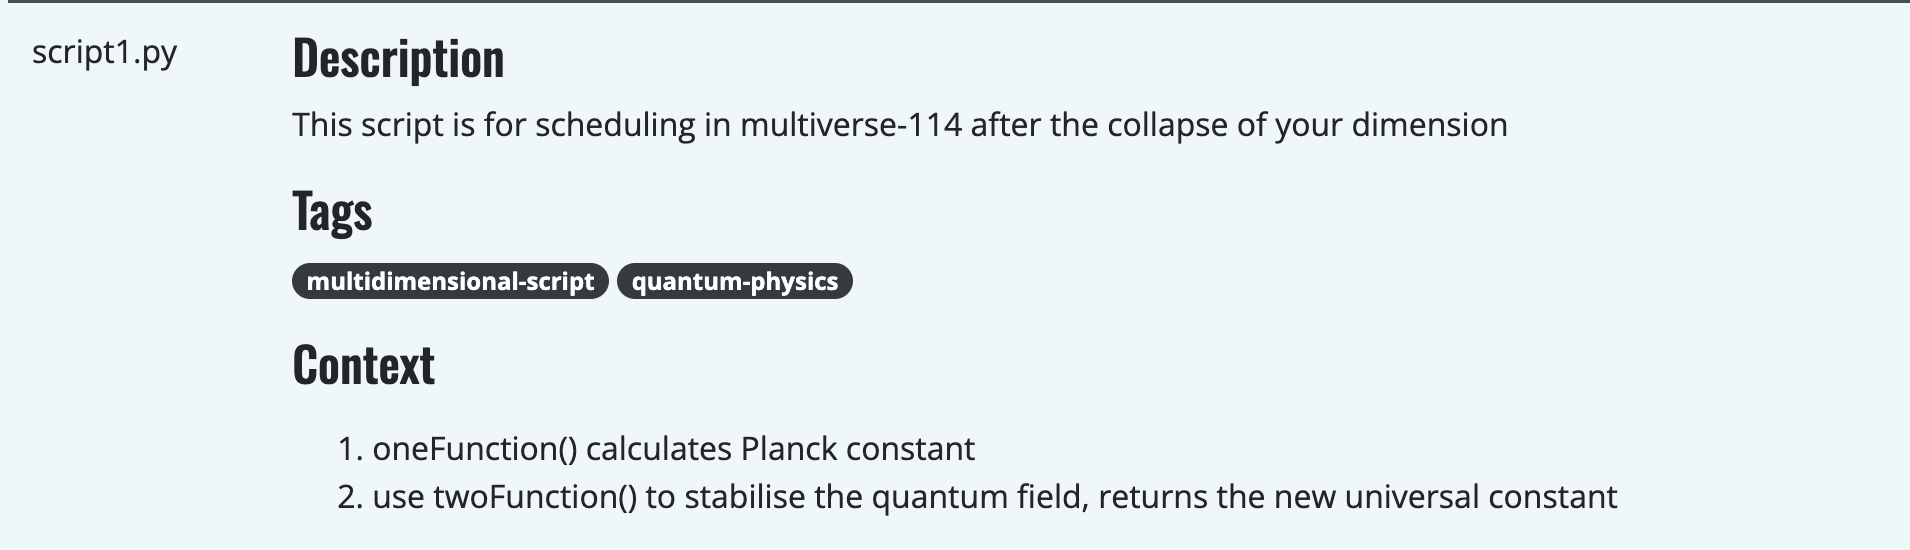 script1.py
Description
This script is for scheduling in multiverse-114 after the collapse of your dimension
Tags
multidimensional-script quantum-physics
Context
1. oneFunction() calculates Planck constant
2. use twoFunction() to stabilise the quantum field, returns the new universal constant